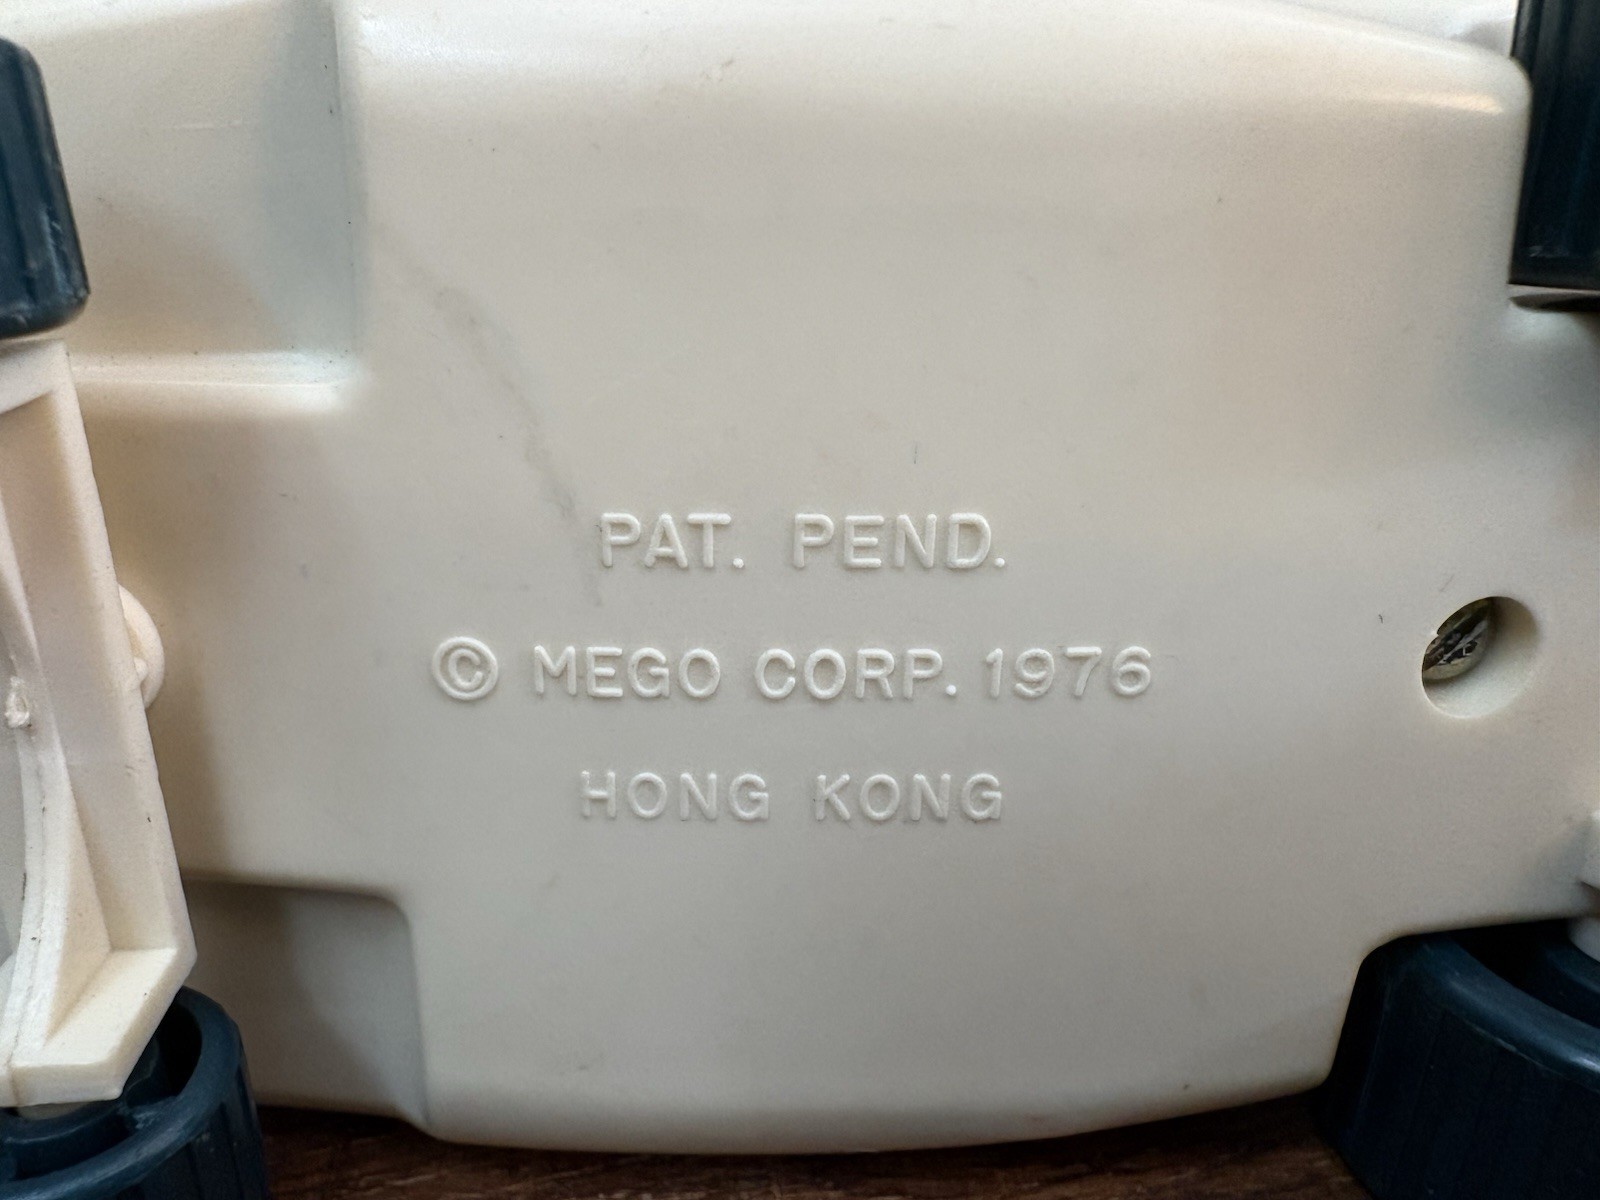 PAT. PEND.
© MEGO CORP. 1976
HONG KONG